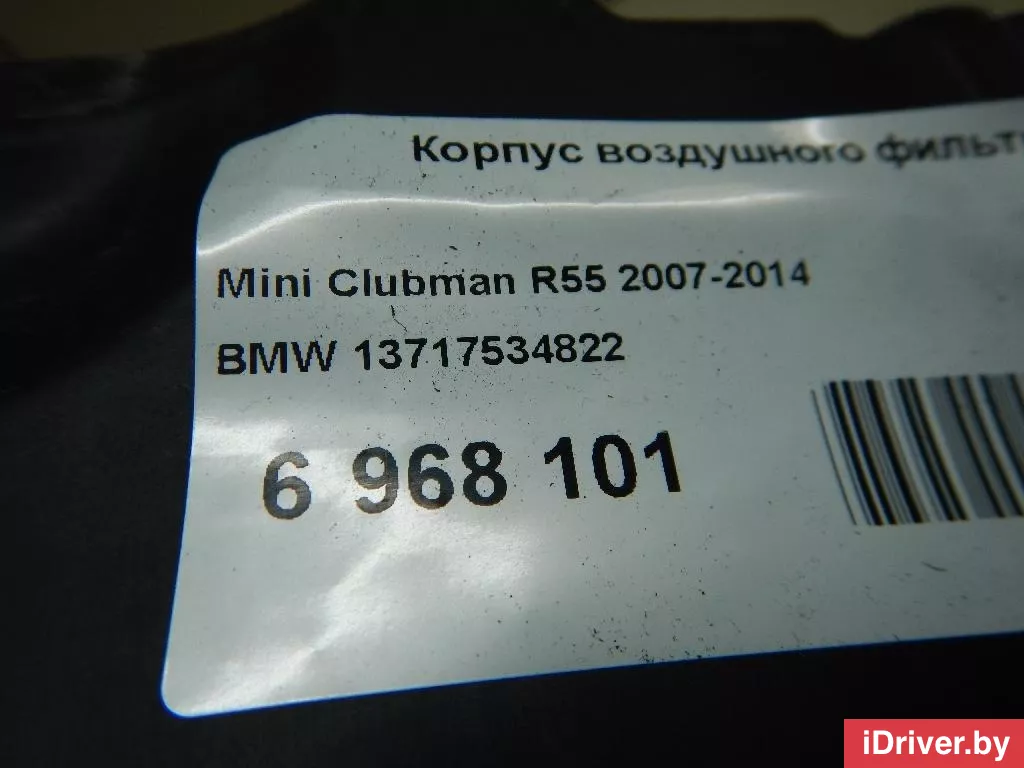 Корпус воздушного
Mini Clubman R55 2007-2014
BMW 13717534822
6 968 101
iDriver.by